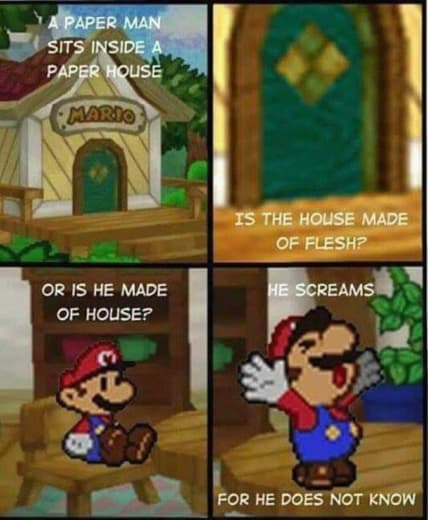 A PAPER MAN
SITS INSIDE A
PAPER HOUSE
MARIO
IS THE HOUSE MADE
OF FLESH?
OR IS HE MADE
OF HOUSE?
HE SCREAMS
FOR HE DOES NOT KNOW